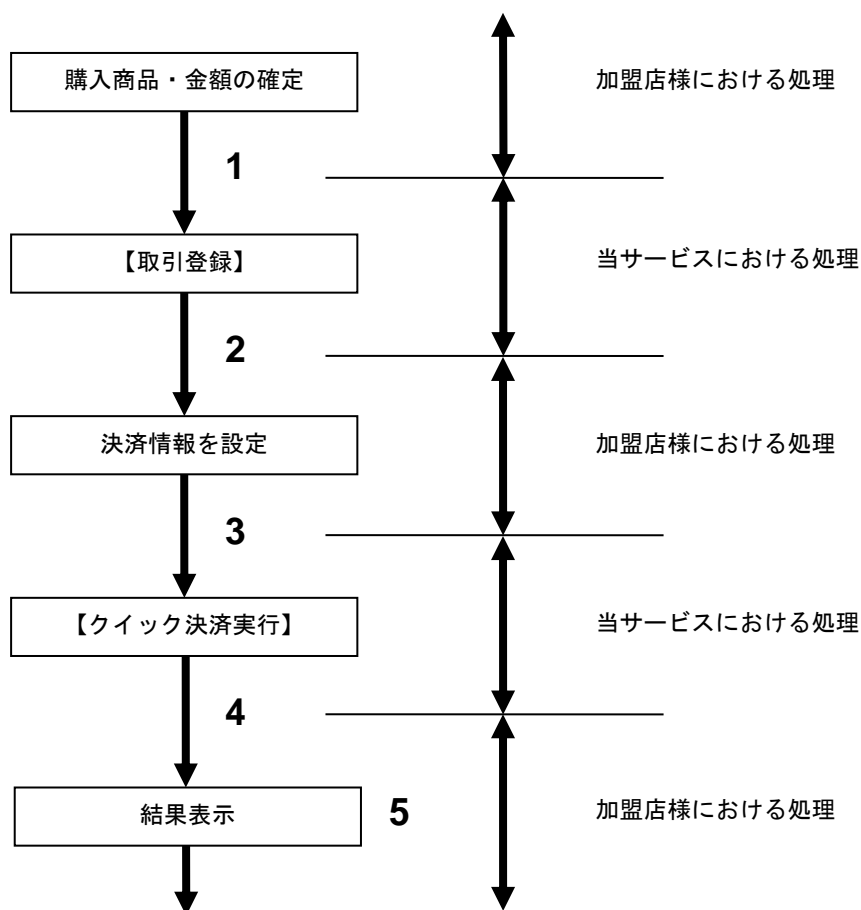 購入商品・金額の確定
加盟店様における処理
1
【取引登録】
当サービスにおける処理
2
決済情報を設定
加盟店様における処理
3
【クイック決済実行】
当サービスにおける処理
4
結果表示
5
加盟店様における処理